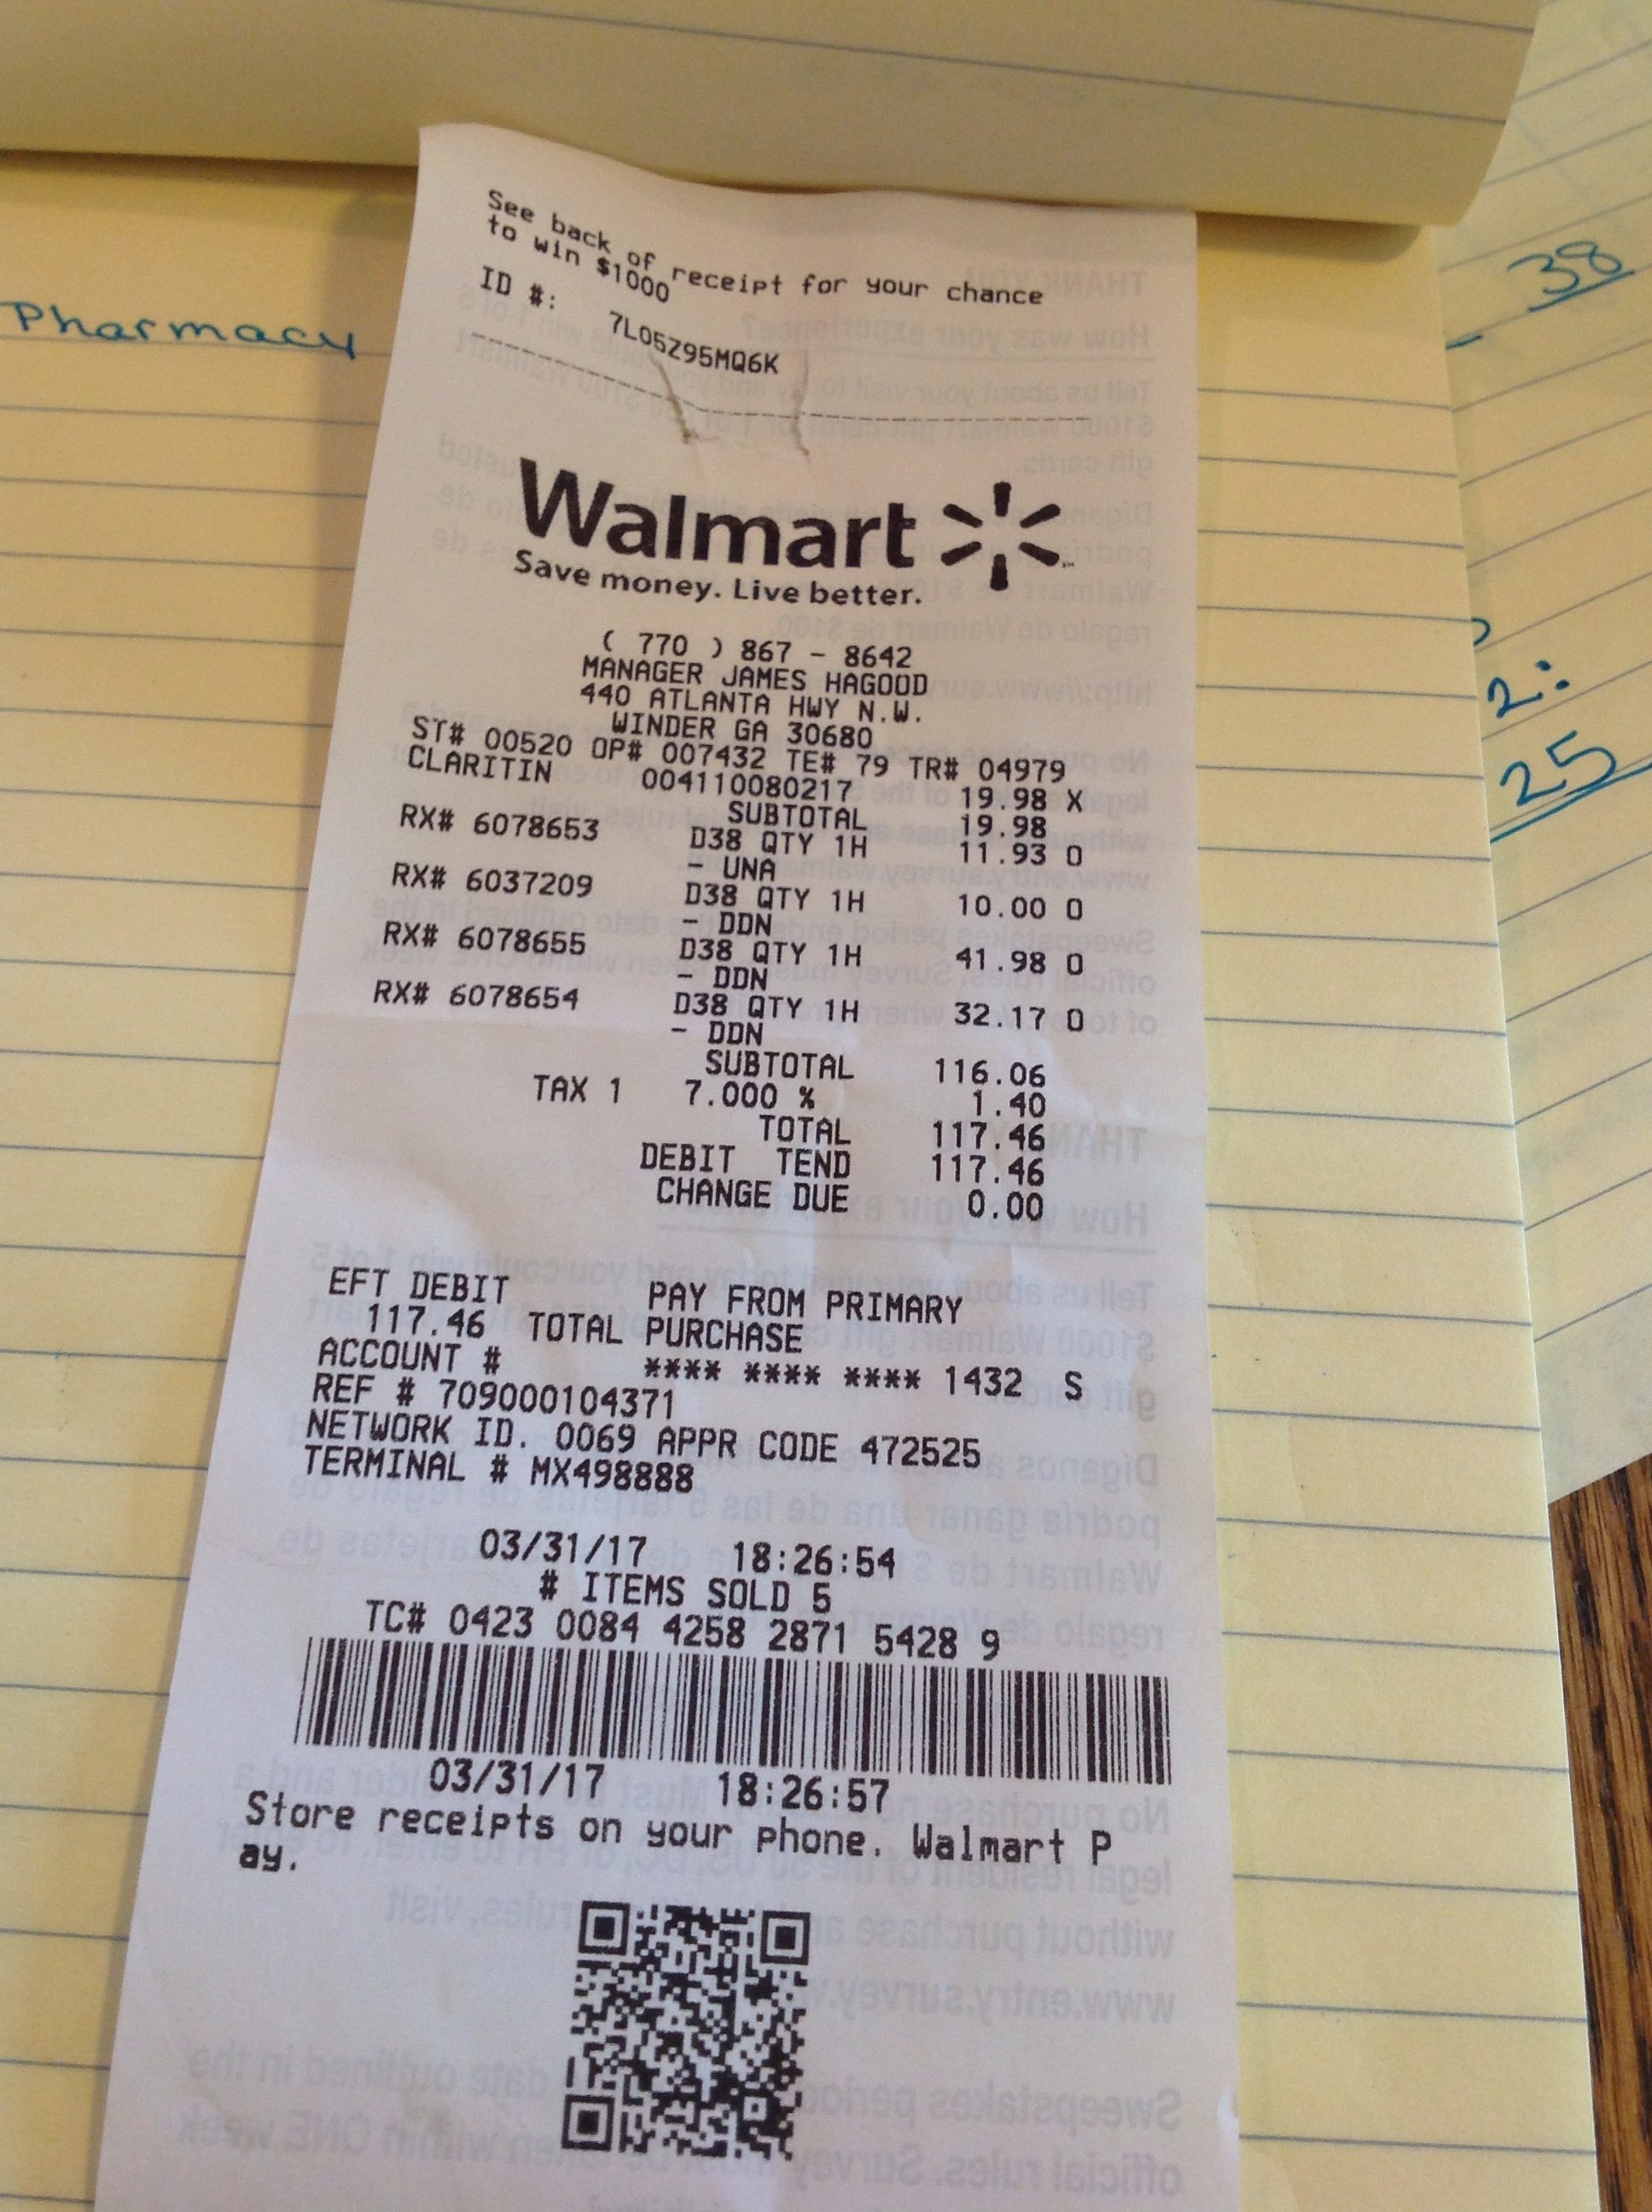 See back of receipt for your chance
to win $1000
ID #: 7L05Z95MQ6K
Pharmacy
38
Walmart
Save money. Live better.
( 770 ) 867 - 8642
MANAGER JAMES HAGOOD
440 ATLANTA HWY N.W.
WINDER GA 30680
ST# 00520 OP# 007432 TE# 79 TR# 04979
CLARITIN 004110080217 19.98 X
SUBTOTAL 19.98
RX# 6078653 D38 QTY 1H 11.93 O
- UNA
RX# 6037209 D38 QTY 1H 10.00 O
- DDN
RX# 6078655 D38 QTY 1H 41.98 O
- DDN
RX# 6078654 D38 QTY 1H 32.17 O
- DDN
SUBTOTAL 116.06
TAX 1 7.000 % 1.40
TOTAL 117.46
DEBIT TEND 117.46
CHANGE DUE 0.00
2:
25
EFT DEBIT PAY FROM PRIMARY
117.46 TOTAL PURCHASE
ACCOUNT # **** **** **** 1432 S
REF # 709000104371
NETWORK ID. 0069 APPR CODE 472525
TERMINAL # MX498888
03/31/17 18:26:54
# ITEMS SOLD 5
TC# 0423 0084 4258 2871 5428 9
03/31/17 18:26:57
Store receipts on your phone. Walmart P
ay.